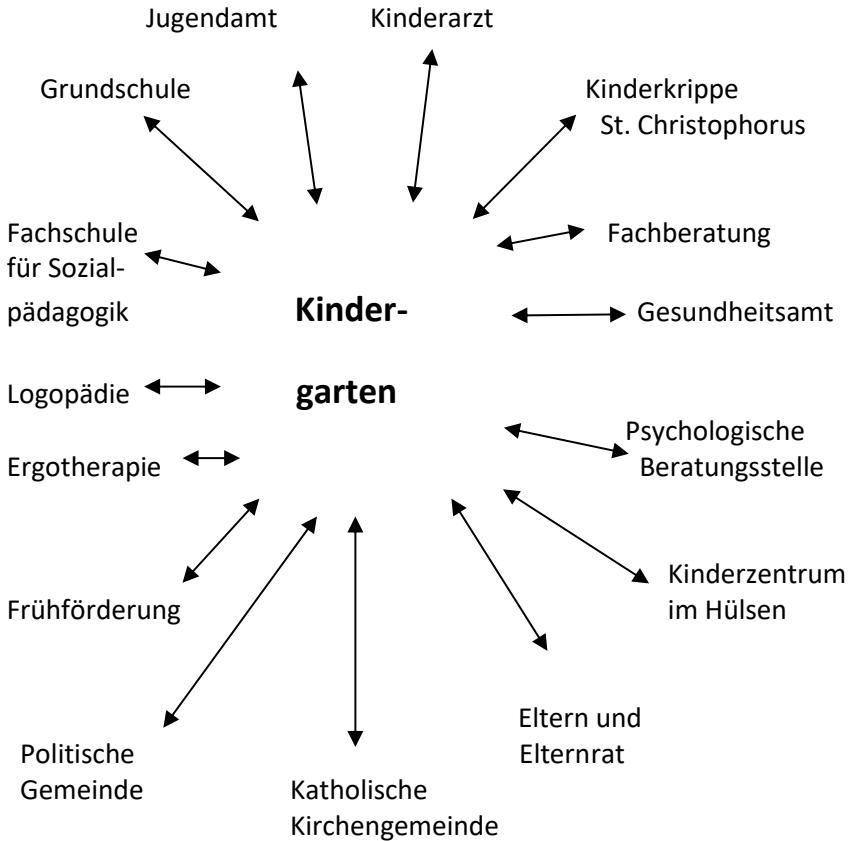 Jugendamt
Kinderarzt
Grundschule
Kinderkrippe
St. Christophorus
Fachschule
für Sozial-
pädagogik
Fachberatung
Kinder-
garten
Gesundheitsamt
Logopädie
Psychologische
Beratungsstelle
Ergotherapie
Kinderzentrum
im Hülsen
Frühförderung
Eltern und
Elternrat
Politische
Gemeinde
Katholische
Kirchengemeinde